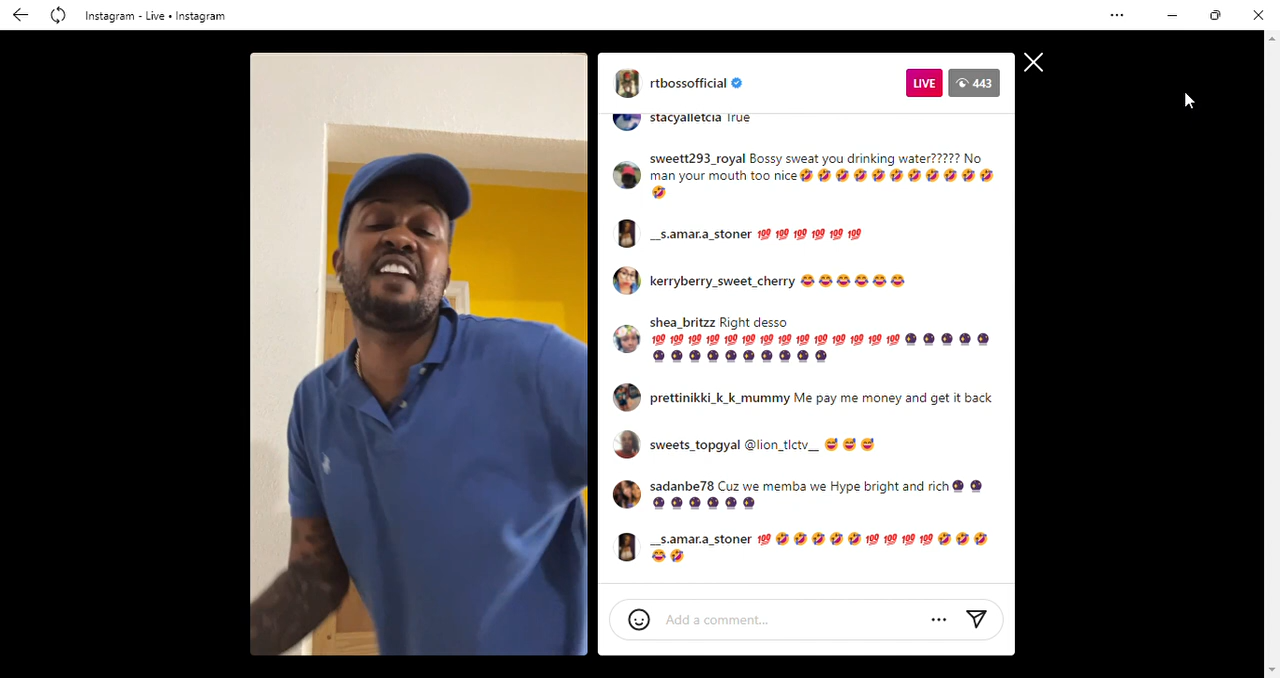 Instagram - Live • Instagram
rtbossofficial
LIVE
443
stacyalletcia True
sweett293_royal Bossy sweat you drinking water????? No
man your mouth too nice🤣🤣🤣🤣🤣🤣🤣🤣🤣🤣🤣
🤣
__s.amar.a_stoner 💯💯💯💯💯💯
kerryberry_sweet_cherry 😂😂😂😂😂😂
shea_britzz Right desso
💯💯💯💯💯💯💯💯💯💯💯💯💯💯🔮🔮🔮🔮🔮
🔮🔮🔮🔮🔮🔮🔮🔮🔮🔮
prettinikki_k_k_mummy Me pay me money and get it back
sweets_topgyal @lion_tlctv__ 😅😅😅
sadanbe78 Cuz we memba we Hype bright and rich🔮🔮
🔮🔮🔮🔮🔮🔮
__s.amar.a_stoner 💯🤣🤣🤣🤣🤣💯💯💯💯🤣🤣🤣
😂🤣
Add a comment...